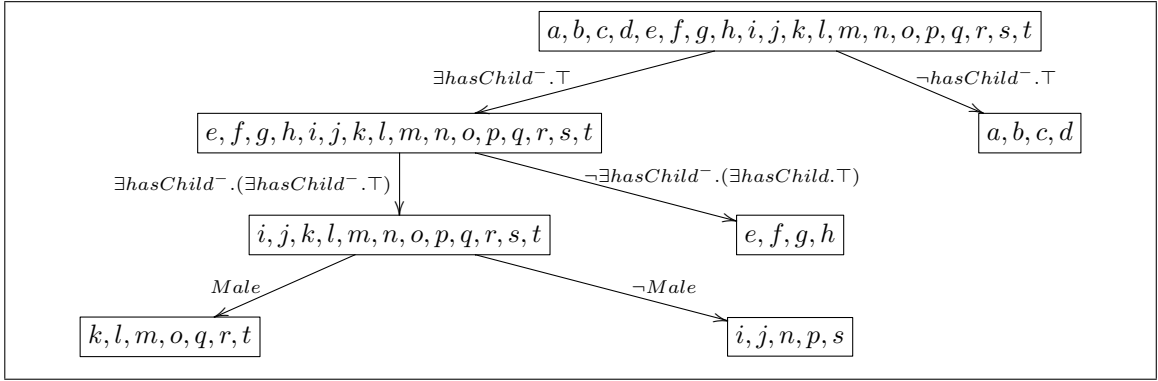 a, b, c, d, e, f, g, h, i, j, k, l, m, n, o, p, q, r, s, t
∃hasChild⁻.⊤
¬hasChild⁻.⊤
e, f, g, h, i, j, k, l, m, n, o, p, q, r, s, t
a, b, c, d
∃hasChild⁻.(∃hasChild⁻.⊤)
¬∃hasChild⁻.(∃hasChild.⊤)
i, j, k, l, m, n, o, p, q, r, s, t
e, f, g, h
Male
¬Male
k, l, m, o, q, r, t
i, j, n, p, s